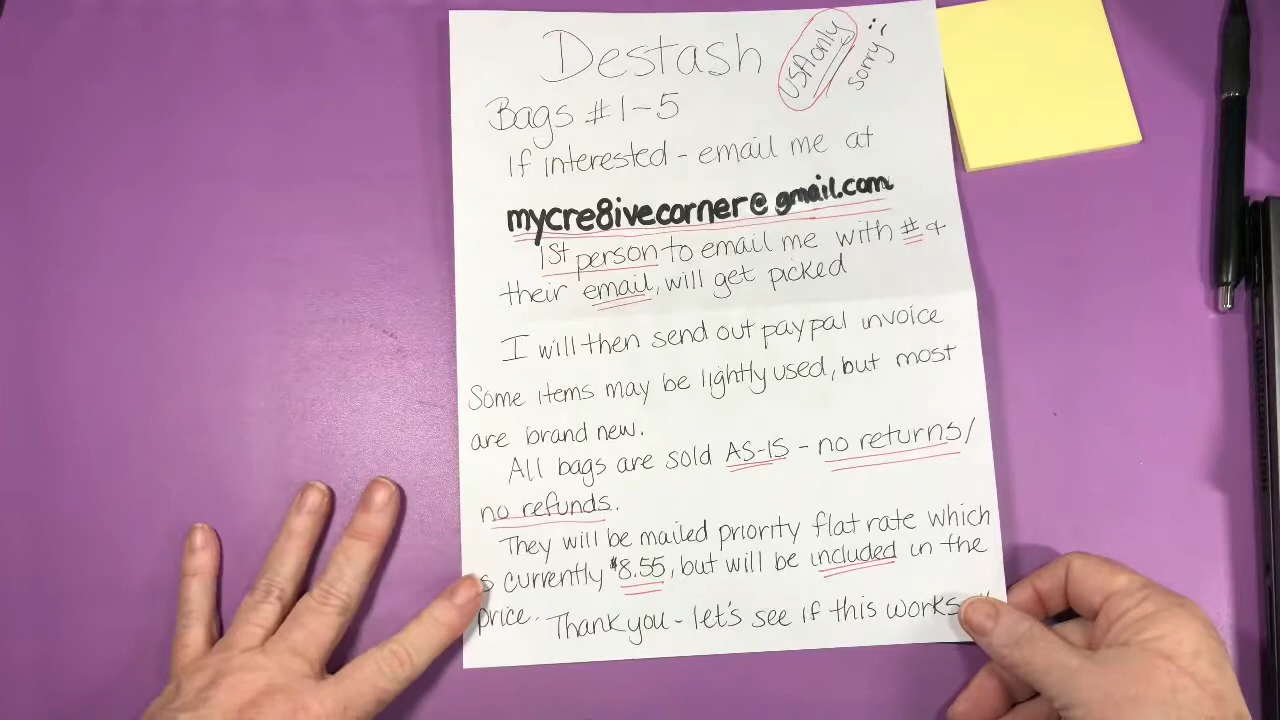 Destash
USA only
sorry :(
Bags #1-5
If interested - email me at
mycre8ivecorner@gmail.com
1st person to email me with # &
their email, will get picked
I will then send out paypal invoice
Some items may be lightly used, but most
are brand new.
All bags are sold AS-IS - no returns/
no refunds.
They will be mailed priority flat rate which
s currently $8.55, but will be included in the
price. Thank you - let's see if this works